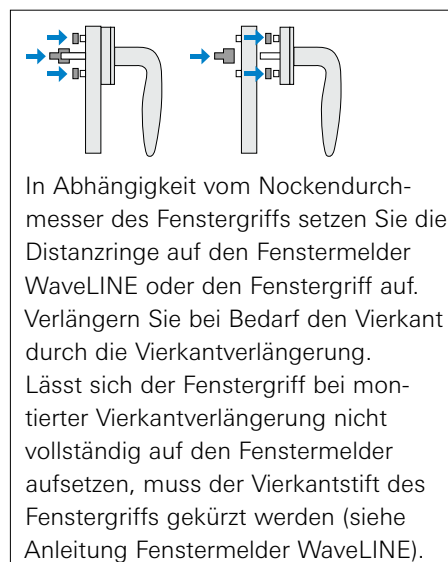 In Abhängigkeit vom Nockendurch-
messer des Fenstergriffs setzen Sie die
Distanzringe auf den Fenstermelder
WaveLINE oder den Fenstergriff auf.
Verlängern Sie bei Bedarf den Vierkant
durch die Vierkantverlängerung.
Lässt sich der Fenstergriff bei mon-
tierter Vierkantverlängerung nicht
vollständig auf den Fenstermelder
aufsetzen, muss der Vierkantstift des
Fenstergriffs gekürzt werden (siehe
Anleitung Fenstermelder WaveLINE).